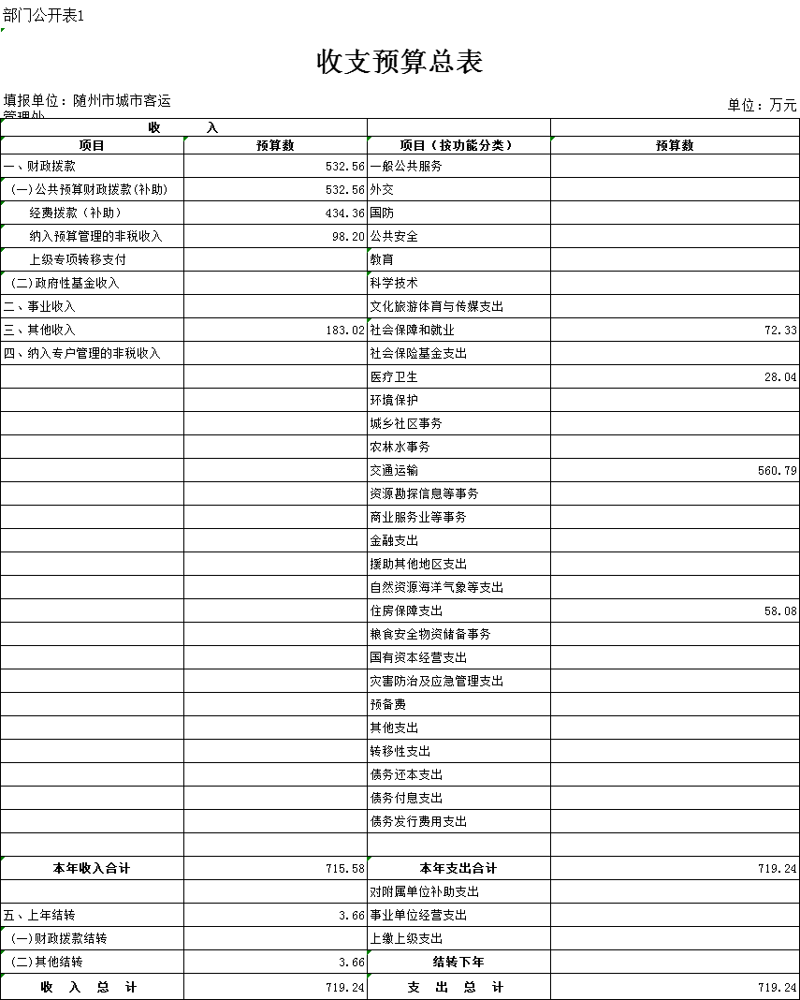 部门公开表1
收支预算总表
填报单位：随州市城市客运
管理处
单位：万元
收 入
项目 预算数 项目（按功能分类） 预算数
一、财政拨款 532.56 一般公共服务
(一)公共预算财政拨款(补助) 532.56 外交
经费拨款（补助） 434.36 国防
纳入预算管理的非税收入 98.20 公共安全
上级专项转移支付 教育
(二)政府性基金收入 科学技术
二、事业收入 文化旅游体育与传媒支出
三、其他收入 183.02 社会保障和就业 72.33
四、纳入专户管理的非税收入 社会保险基金支出
医疗卫生 28.04
环境保护
城乡社区事务
农林水事务
交通运输 560.79
资源勘探信息等事务
商业服务业等事务
金融支出
援助其他地区支出
自然资源海洋气象等支出
住房保障支出 58.08
粮食安全物资储备事务
国有资本经营支出
灾害防治及应急管理支出
预备费
其他支出
转移性支出
债务还本支出
债务付息支出
债务发行费用支出
本年收入合计 715.58 本年支出合计 719.24
对附属单位补助支出
五、上年结转 3.66 事业单位经营支出
(一)财政拨款结转 上缴上级支出
(二)其他结转 3.66 结转下年
收 入 总 计 719.24 支 出 总 计 719.24